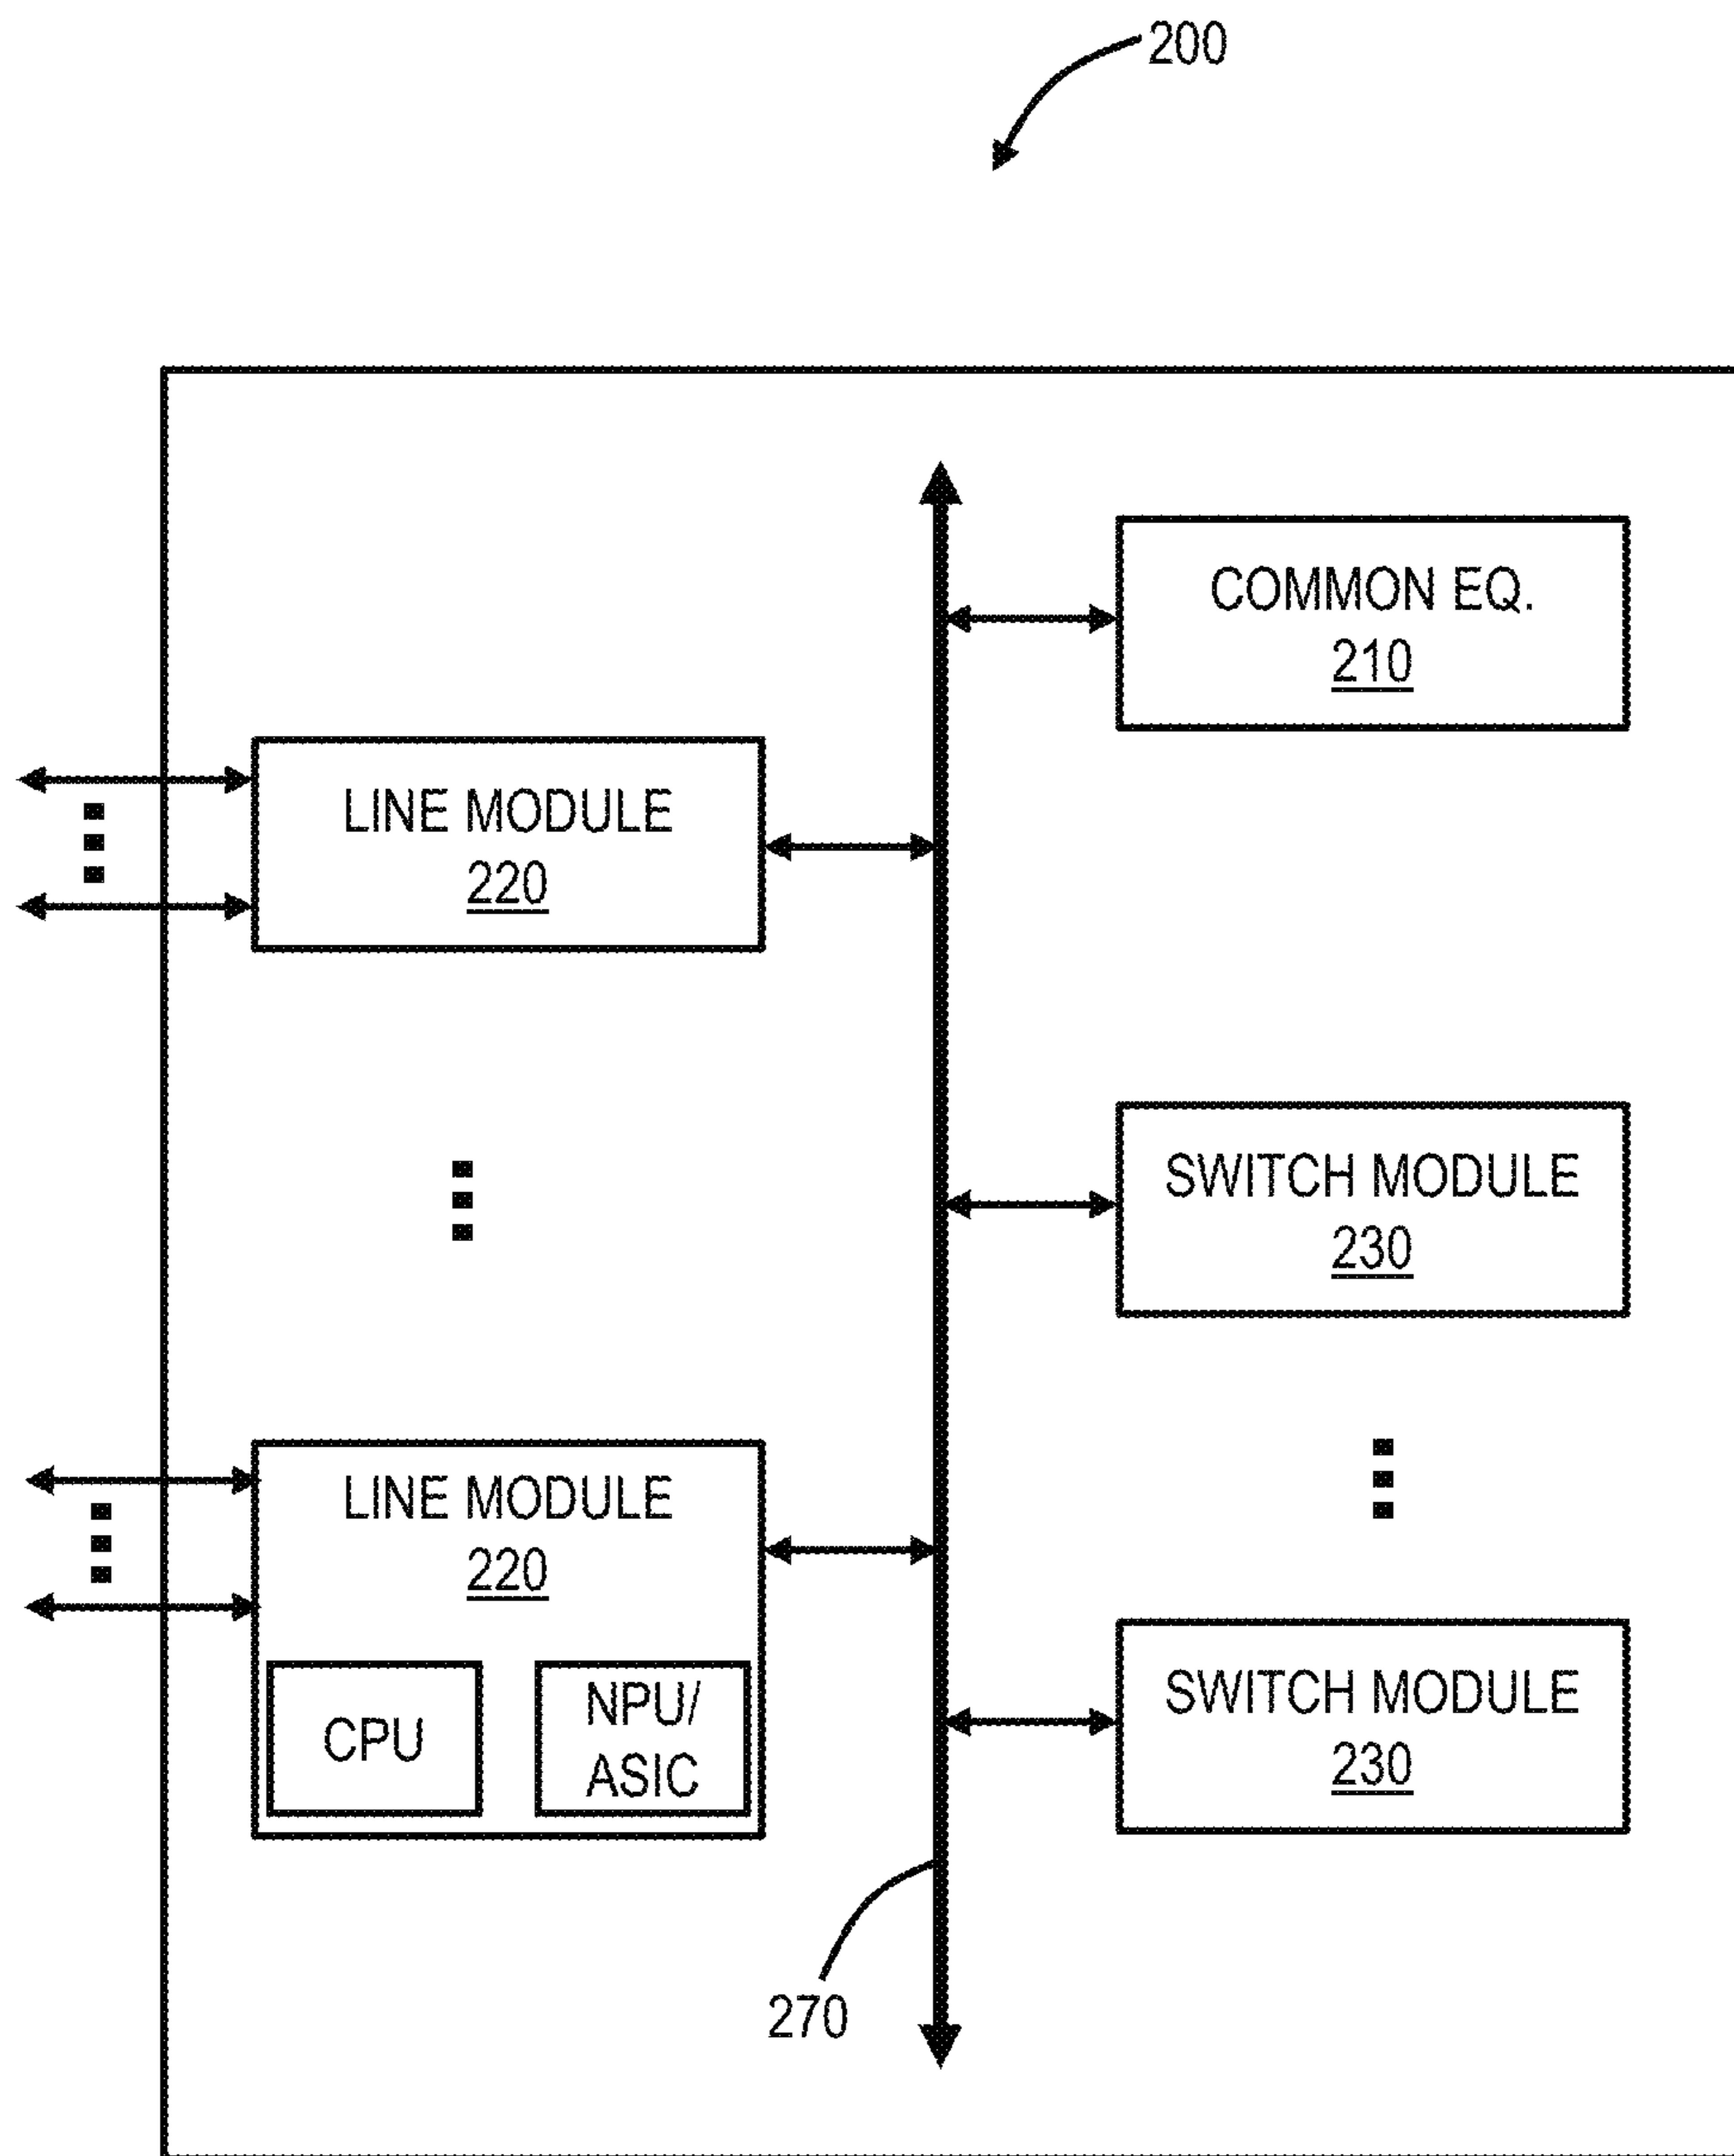 200
COMMON EQ.
210
LINE MODULE
220
SWITCH MODULE
230
LINE MODULE
220
CPU
NPU/
ASIC
SWITCH MODULE
230
270